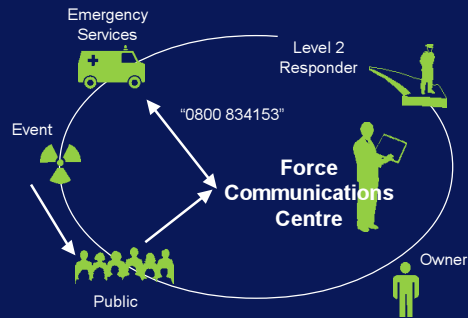 Emergency
Services
Level 2
Responder
“0800 834153”
Event
Force
Communications
Centre
Owner
Public